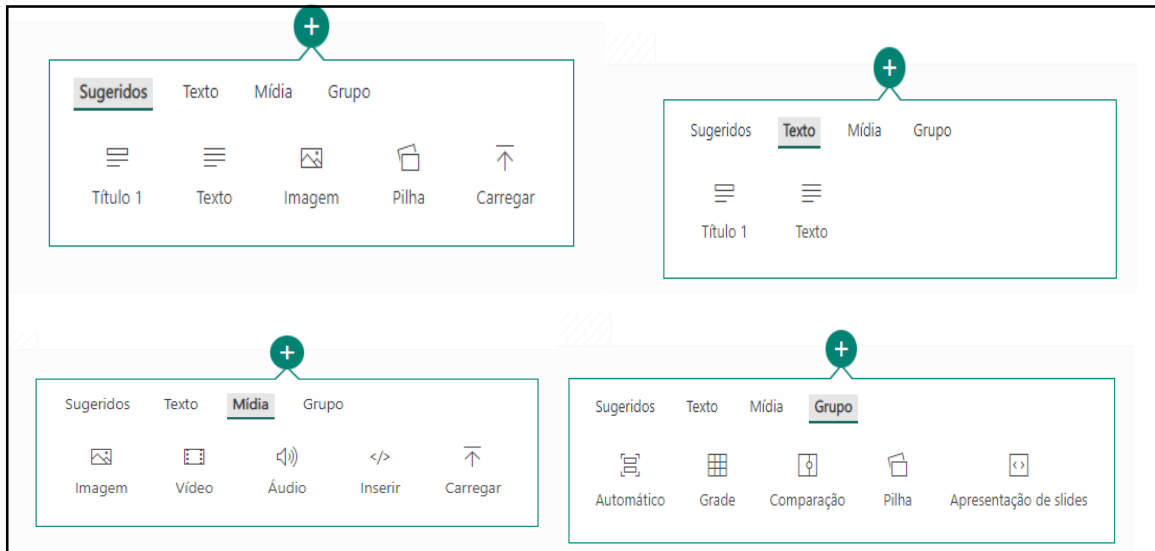 Sugeridos Texto Mídia Grupo
Título 1 Texto Imagem Pilha Carregar
Sugeridos Texto Mídia Grupo
Título 1 Texto
Sugeridos Texto Mídia Grupo
Imagem Vídeo Áudio Inserir Carregar
Sugeridos Texto Mídia Grupo
Automático Grade Comparação Pilha Apresentação de slides